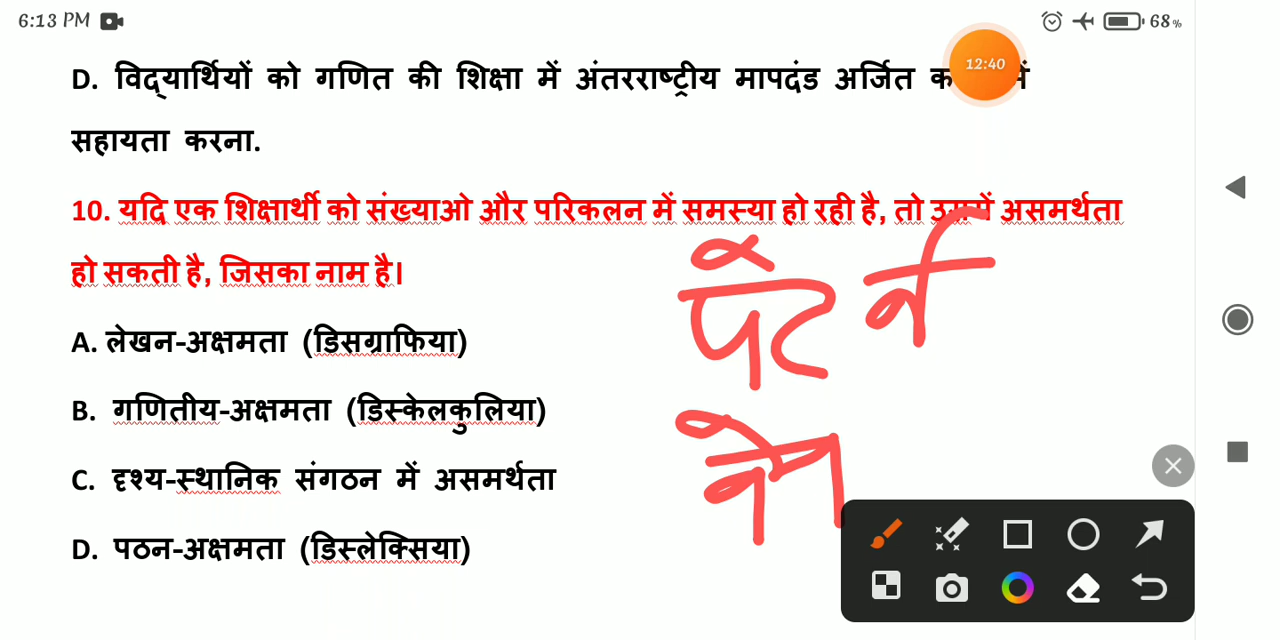 6:13 PM
68%
12:40
D. विद्यार्थियों को गणित की शिक्षा में अंतरराष्ट्रीय मापदंड अर्जित
सहायता करना.
10. यदि एक शिक्षार्थी को संख्याओ और परिकलन में समस्या हो रही है, तो उसमें असमर्थता
हो सकती है, जिसका नाम है।
A. लेखन-अक्षमता (डिसग्राफिया)
B. गणितीय-अक्षमता (डिस्केलकुलिया)
C. दृश्य-स्थानिक संगठन में असमर्थता
D. पठन-अक्षमता (डिस्लेक्सिया)
पैटर्न